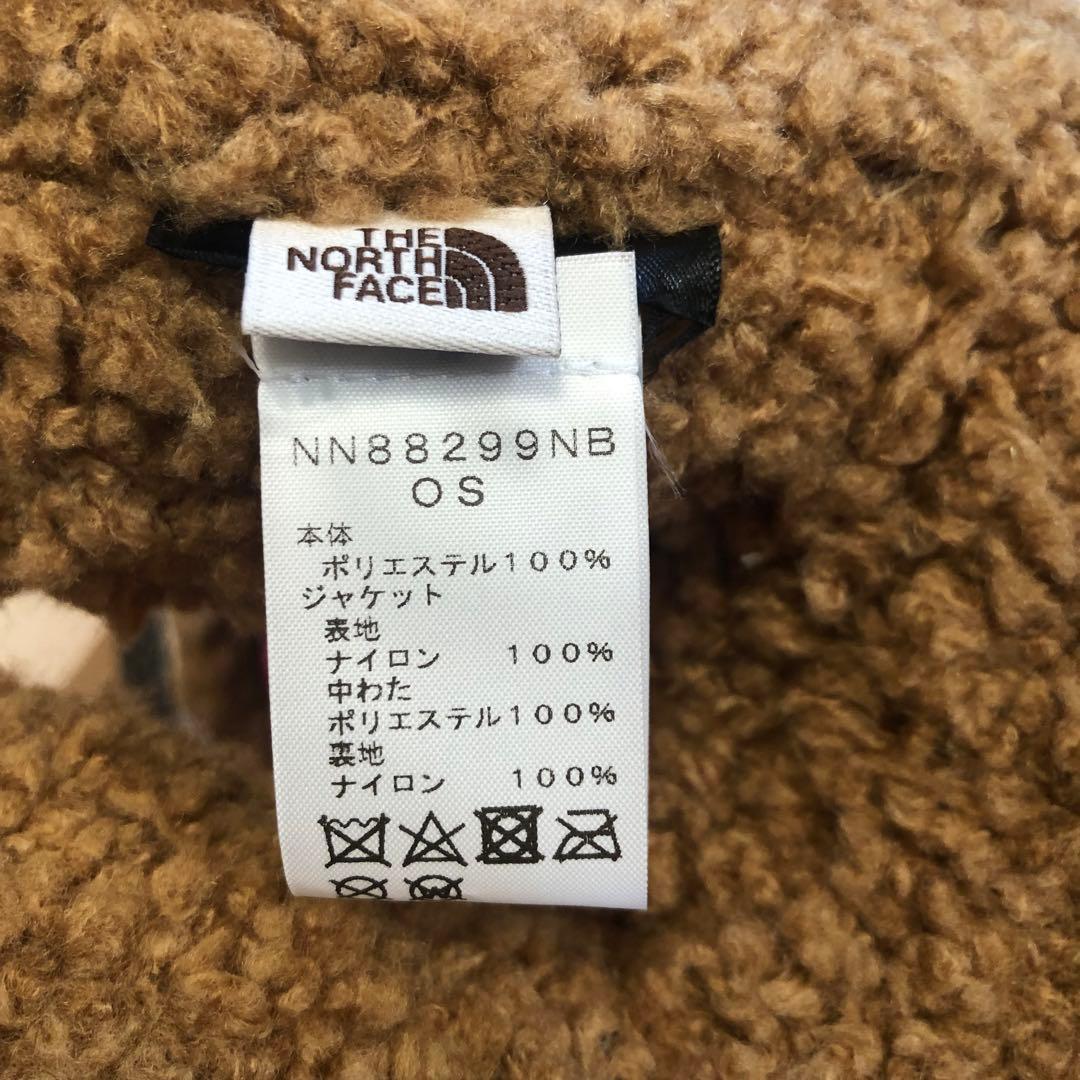 THE
NORTH
FACE
NN88299NB
OS
本体
ポリエステル100%
ジャケット
表地
ナイロン 100%
中わた
ポリエステル100%
裏地
ナイロン 100%